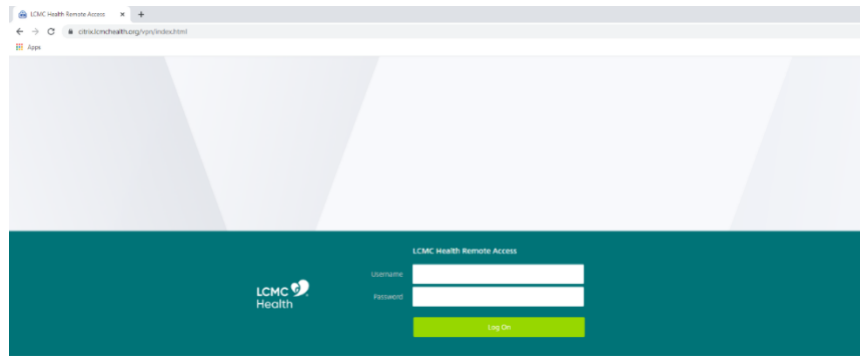 LCMC Health Remote Access
citrix.lcmchealth.org/vpn/index.html
Apps
LCMC Health Remote Access
Username
Password
LCMC
Health
Log On